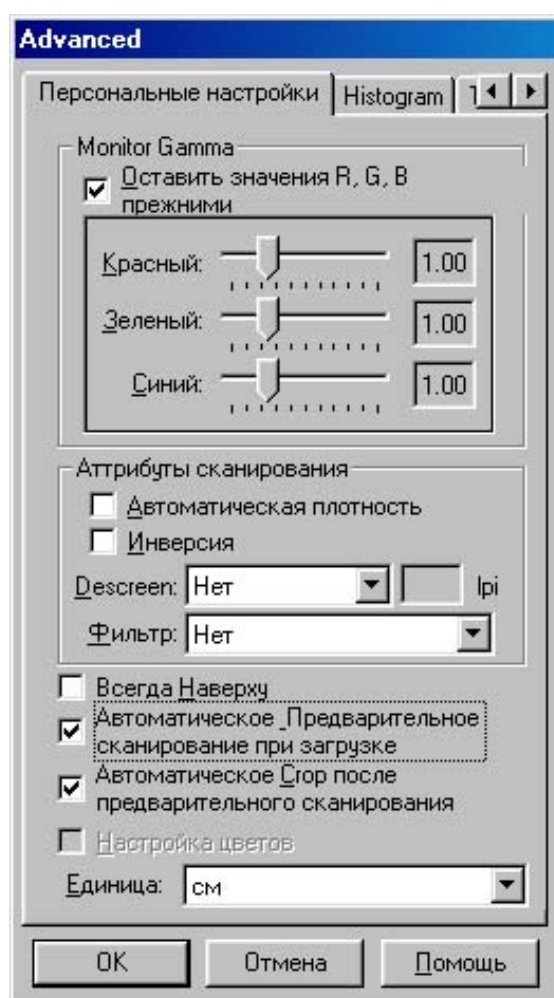 Advanced
Персональные настройки Histogram
Monitor Gamma
Оставить значения R, G, B
прежними
Красный: 1.00
Зеленый: 1.00
Синий: 1.00
Аттрибуты сканирования
Автоматическая плотность
Инверсия
Descreen: Нет lpi
Фильтр: Нет
Всегда Наверху
Автоматическое _Предварительное
сканирование при загрузке
Автоматическое Crop после
предварительного сканирования
Настройка цветов
Единица: см
OK Отмена Помощь